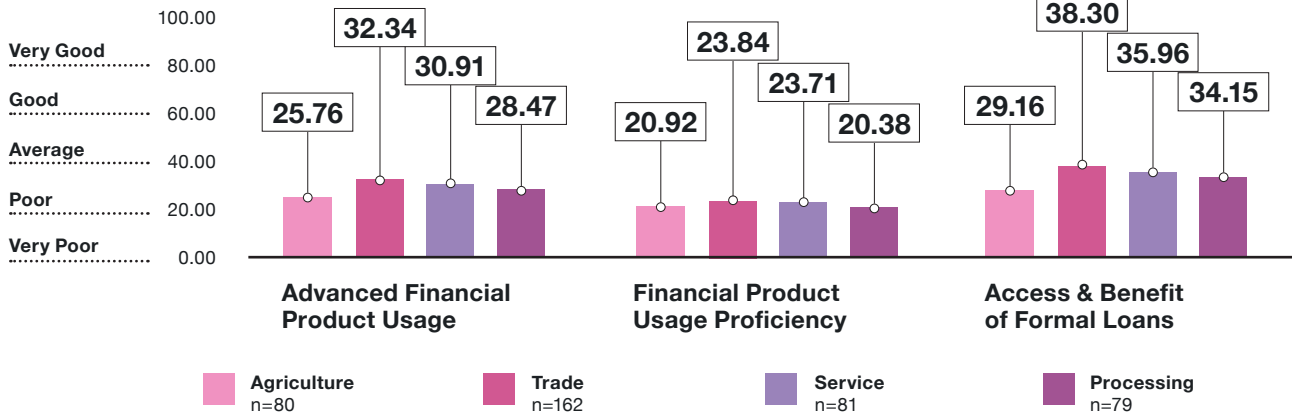 100.00
Very Good
80.00
Good
60.00
Average
40.00
Poor
20.00
Very Poor
0.00
25.76
32.34
30.91
28.47
20.92
23.84
23.71
20.38
29.16
38.30
35.96
34.15
Advanced Financial
Product Usage
Financial Product
Usage Proficiency
Access & Benefit
of Formal Loans
Agriculture
n=80
Trade
n=162
Service
n=81
Processing
n=79